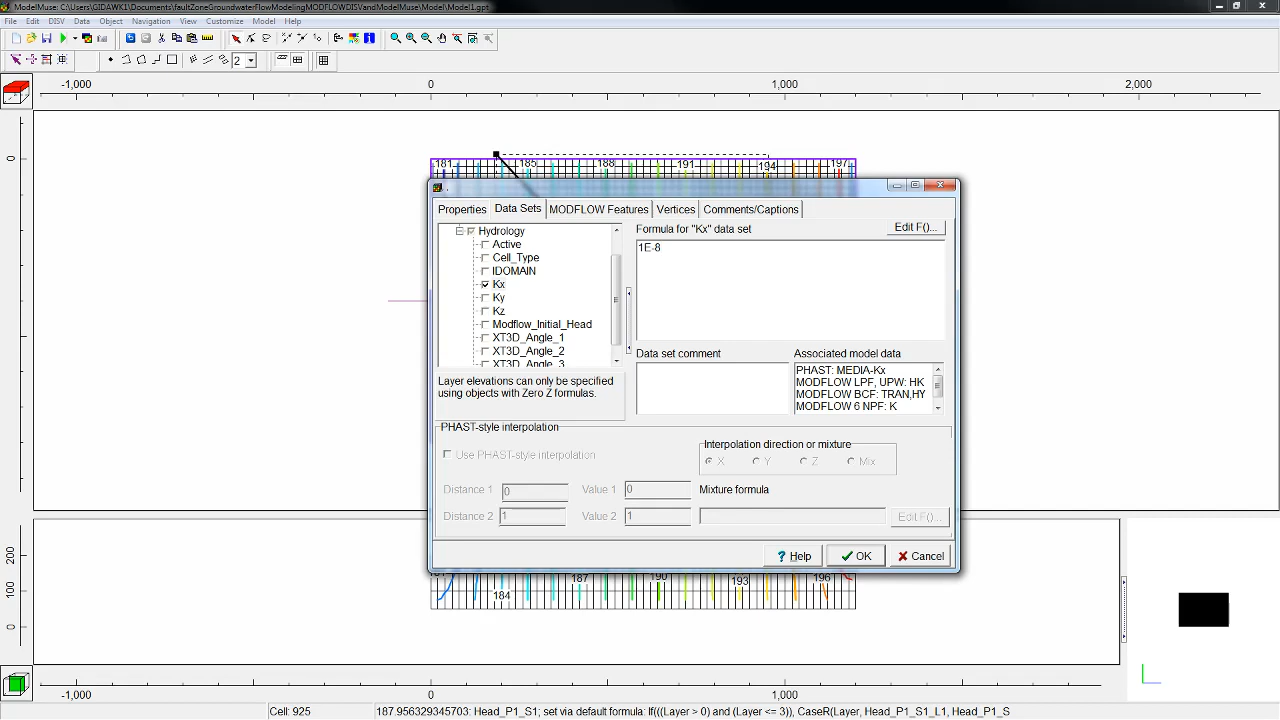 ModelMuse: C:\Users\GIDAWK1\Documents\faultZoneGroundwaterFlowModelingMODFLOWDISVandModelMuse\Model\Model1.gpt
File Edit DISV Data Object Navigation View Customize Model Help
2
-1,000 0 1,000 2,000
0
181 185 188 191 194 197
Properties Data Sets MODFLOW Features Vertices Comments/Captions
Hydrology
Active
Cell_Type
IDOMAIN
Kx
Ky
Kz
Modflow_Initial_Head
XT3D_Angle_1
XT3D_Angle_2
XT3D_Angle_3
Layer elevations can only be specified
using objects with Zero Z formulas.
Formula for "Kx" data set
Edit F()...
1E-8
Data set comment
Associated model data
PHAST: MEDIA-Kx
MODFLOW LPF, UPW: HK
MODFLOW BCF: TRAN,HY
MODFLOW 6 NPF: K
PHAST-style interpolation
Use PHAST-style interpolation
Interpolation direction or mixture
X Y Z Mix
Distance 1 0 Value 1 0 Mixture formula
Distance 2 1 Value 2 1 Edit F()...
Help OK Cancel
200
100
0
184 187 190 193 196
-1,000 0 1,000
Cell: 925 187.956329345703: Head_P1_S1; set via default formula: If(((Layer > 0) and (Layer <= 3)), CaseR(Layer, Head_P1_S1_L1, Head_P1_S